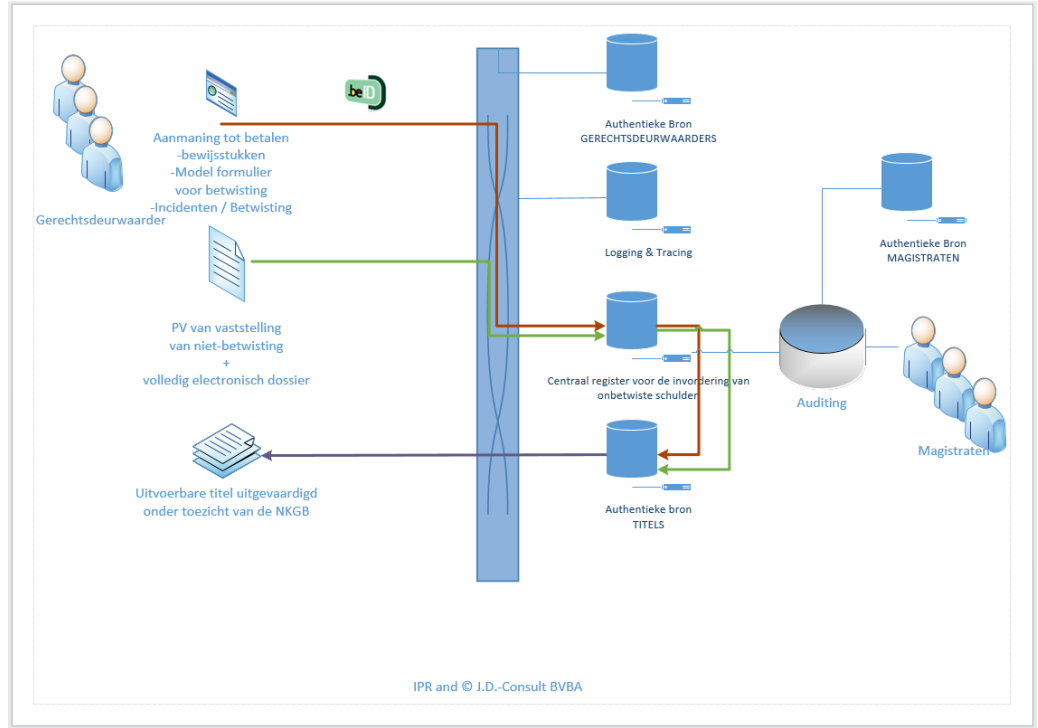 .beID
Aanmaning tot betalen
-bewijsstukken
-Model formulier
voor betwisting
-Incidenten / Betwisting
Gerechtsdeurwaarder
PV van vaststelling
van niet-betwisting
+
volledig electronisch dossier
Uitvoerbare titel uitgevaardigd
onder toezicht van de NKGB
Authentieke Bron
GERECHTSDEURWAARDERS
Logging & Tracing
Centraal register voor de invordering van
onbetwiste schulder
Authentieke bron
TITELS
Authentieke Bron
MAGISTRATEN
Auditing
Magistraten
IPR and © J.D.-Consult BVBA